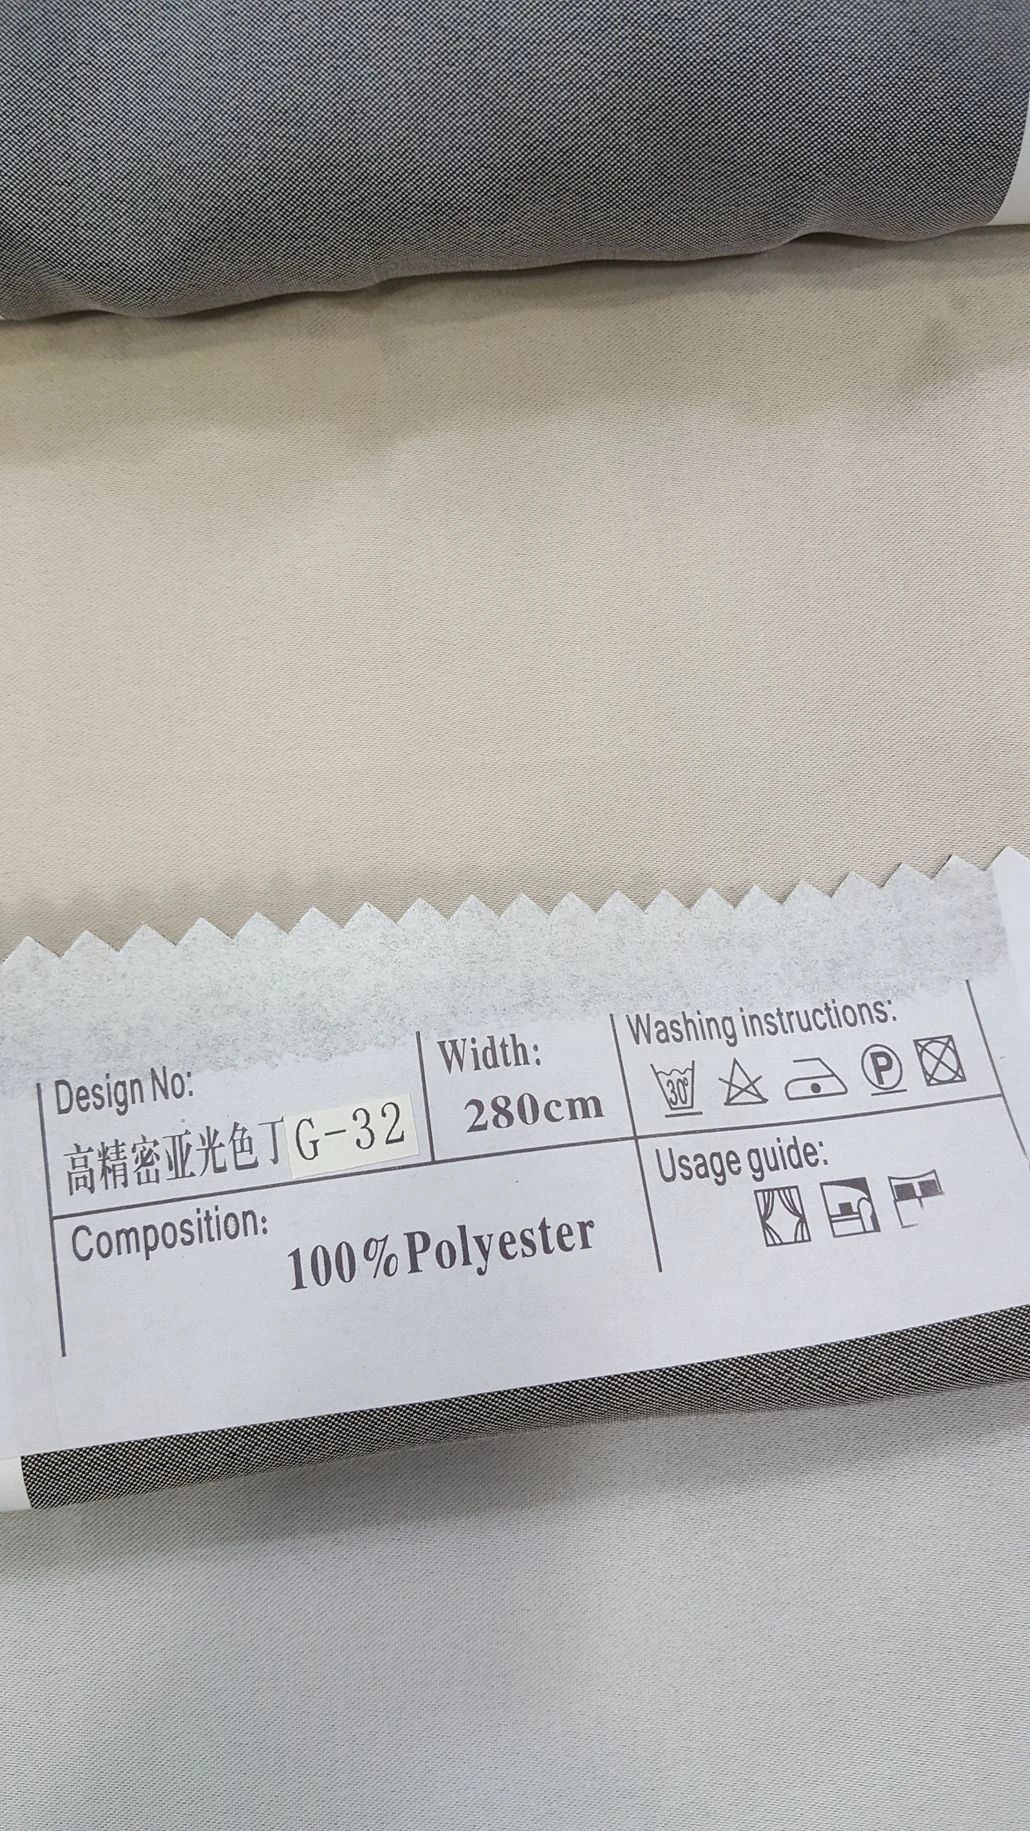 Design No:
高精密亚光色丁G-32
Width:
280cm
Washing instructions:
30°
P
Composition:
100%Polyester
Usage guide: